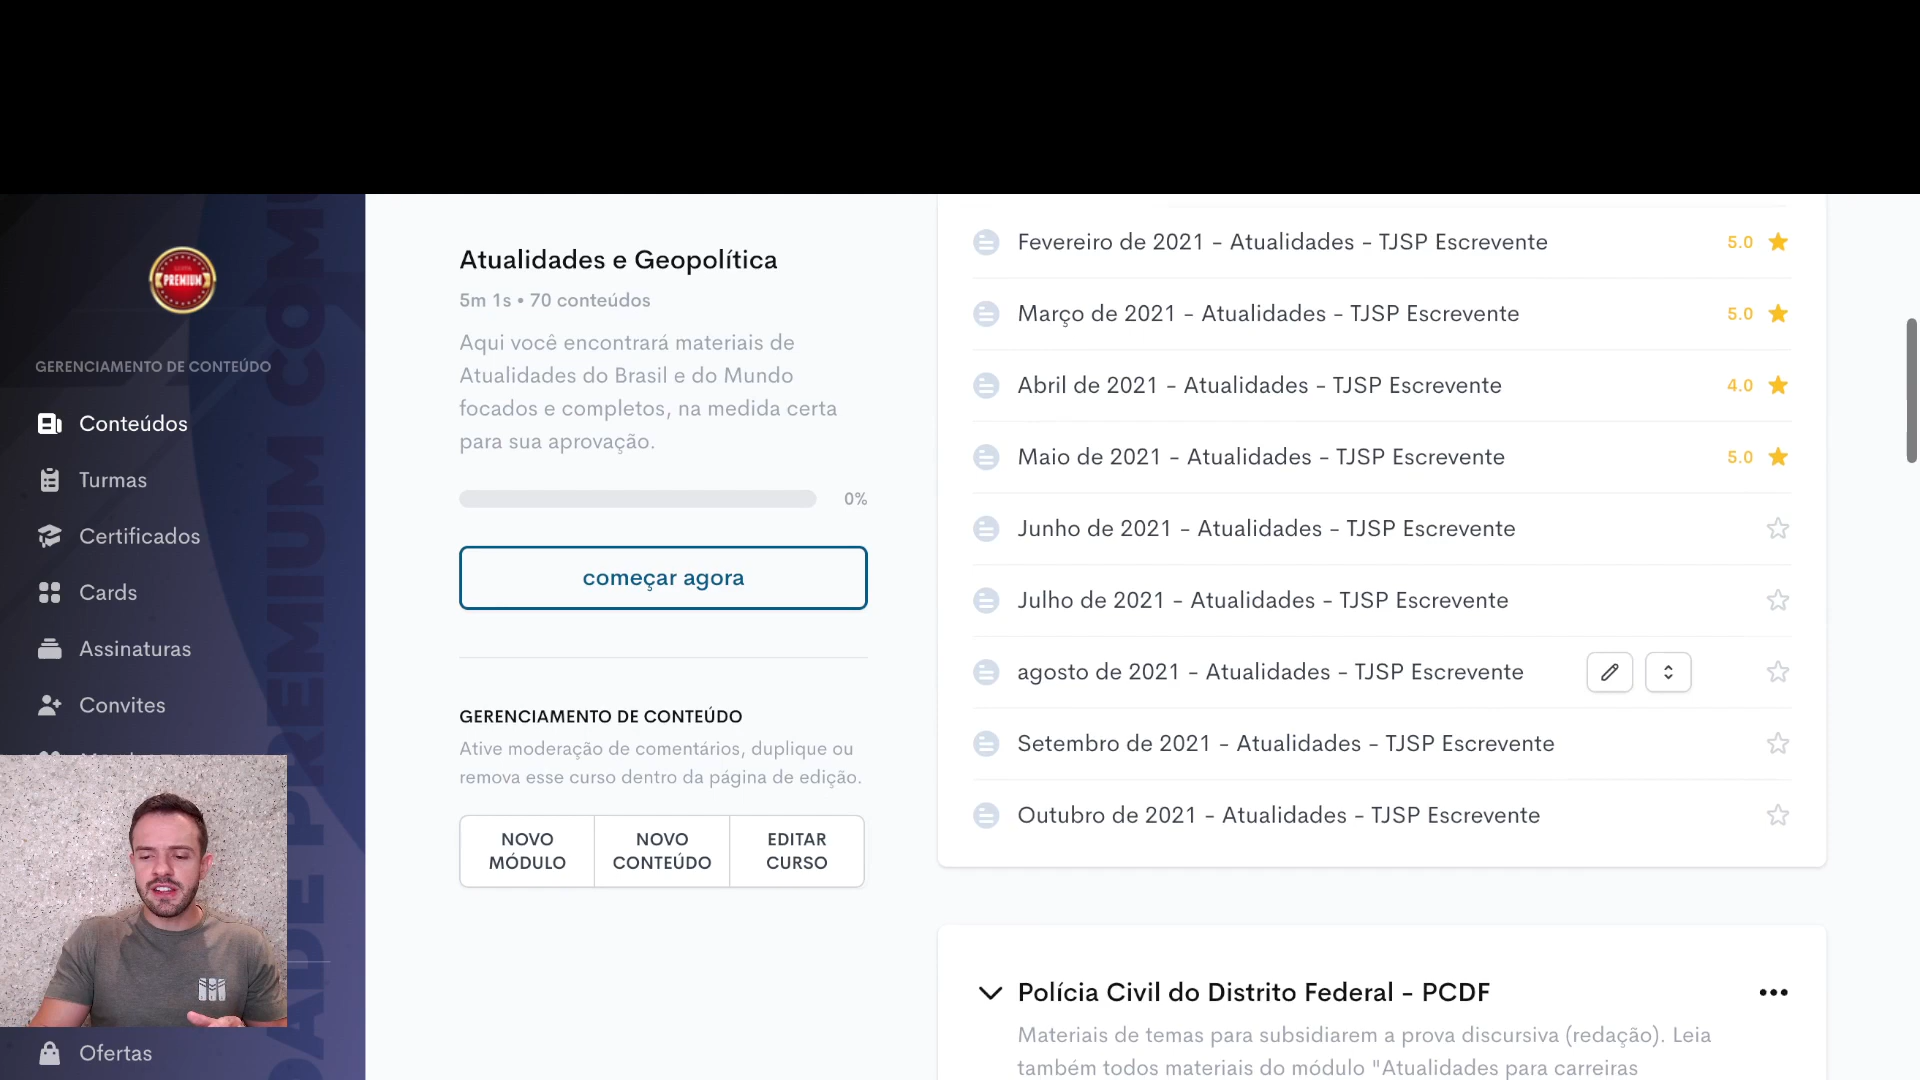 PREMIUM
GERENCIAMENTO DE CONTEÚDO
Conteúdos
Turmas
Certificados
Cards
Assinaturas
Convites
Ofertas
Atualidades e Geopolítica
5m 1s • 70 conteúdos
Aqui você encontrará materiais de
Atualidades do Brasil e do Mundo
focados e completos, na medida certa
para sua aprovação.
0%
começar agora
GERENCIAMENTO DE CONTEÚDO
Ative moderação de comentários, duplique ou
remova esse curso dentro da página de edição.
NOVO
MÓDULO
NOVO
CONTEÚDO
EDITAR
CURSO
Fevereiro de 2021 - Atualidades - TJSP Escrevente 5.0
Março de 2021 - Atualidades - TJSP Escrevente 5.0
Abril de 2021 - Atualidades - TJSP Escrevente 4.0
Maio de 2021 - Atualidades - TJSP Escrevente 5.0
Junho de 2021 - Atualidades - TJSP Escrevente
Julho de 2021 - Atualidades - TJSP Escrevente
agosto de 2021 - Atualidades - TJSP Escrevente
Setembro de 2021 - Atualidades - TJSP Escrevente
Outubro de 2021 - Atualidades - TJSP Escrevente
Polícia Civil do Distrito Federal - PCDF
Materiais de temas para subsidiarem a prova discursiva (redação). Leia
também todos materiais do módulo "Atualidades para carreiras